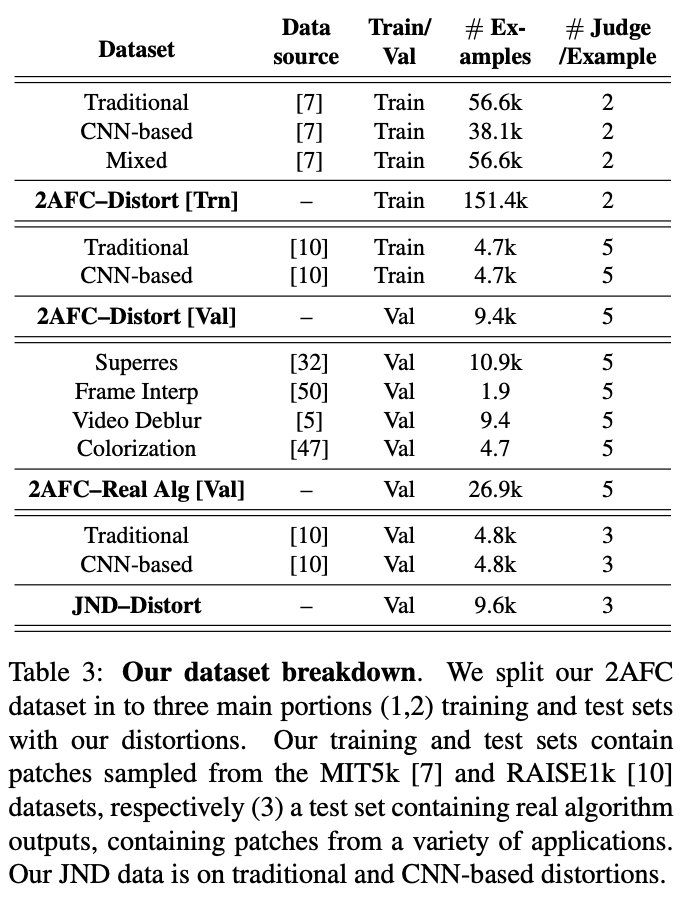 Dataset Data source Train/ Val # Ex- amples # Judge /Example
Traditional [7] Train 56.6k 2
CNN-based [7] Train 38.1k 2
Mixed [7] Train 56.6k 2
2AFC–Distort [Trn] – Train 151.4k 2
Traditional [10] Train 4.7k 5
CNN-based [10] Train 4.7k 5
2AFC–Distort [Val] – Val 9.4k 5
Superres [32] Val 10.9k 5
Frame Interp [50] Val 1.9 5
Video Deblur [5] Val 9.4 5
Colorization [47] Val 4.7 5
2AFC–Real Alg [Val] – Val 26.9k 5
Traditional [10] Val 4.8k 3
CNN-based [10] Val 4.8k 3
JND–Distort – Val 9.6k 3
Table 3: Our dataset breakdown. We split our 2AFC
dataset in to three main portions (1,2) training and test sets
with our distortions. Our training and test sets contain
patches sampled from the MIT5k [7] and RAISE1k [10]
datasets, respectively (3) a test set containing real algorithm
outputs, containing patches from a variety of applications.
Our JND data is on traditional and CNN-based distortions.